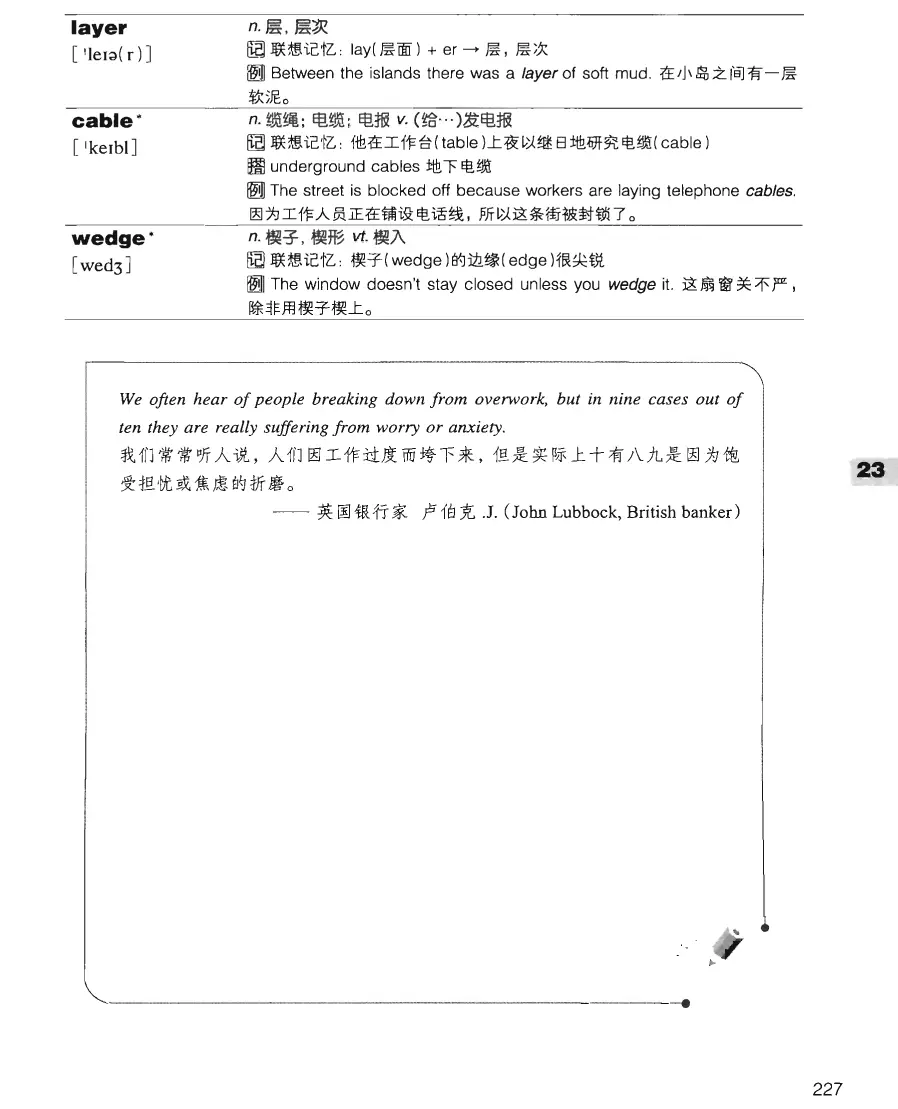 layer n. 层, 层次
[ˈleɪə(r)] 记 联想记忆: lay(层面) + er → 层, 层次
例 Between the islands there was a layer of soft mud. 在小岛之间有一层
软泥。
cable* n. 缆绳; 电缆; 电报 v. (给…)发电报
[ˈkeɪbl] 记 联想记忆: 他在工作台(table)上夜以继日地研究电缆(cable)
搭 underground cables 地下电缆
例 The street is blocked off because workers are laying telephone cables.
因为工作人员正在铺设电话线, 所以这条街被封锁了。
wedge* n. 楔子, 楔形 vt. 楔入
[wedʒ] 记 联想记忆: 楔子(wedge)的边缘(edge)很尖锐
例 The window doesn't stay closed unless you wedge it. 这扇窗关不严,
除非用楔子楔上。
We often hear of people breaking down from overwork, but in nine cases out of
ten they are really suffering from worry or anxiety.
我们常常听人说, 人们因工作过度而垮下来, 但是实际上十有八九是因为饱
受担忧或焦虑的折磨。
—— 英国银行家 卢伯克 .J. (John Lubbock, British banker)
23
227